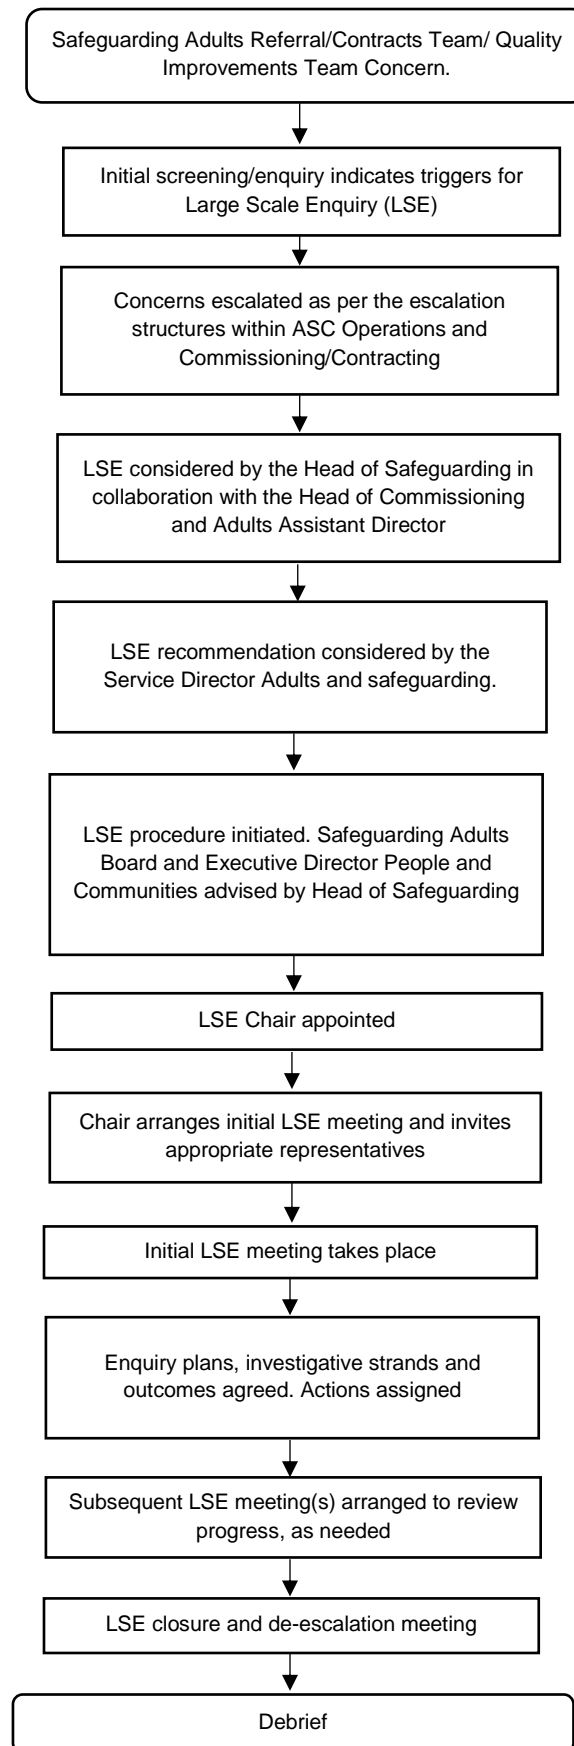 Safeguarding Adults Referral/Contracts Team/ Quality
Improvements Team Concern.
Initial screening/enquiry indicates triggers for
Large Scale Enquiry (LSE)
Concerns escalated as per the escalation
structures within ASC Operations and
Commissioning/Contracting
LSE considered by the Head of Safeguarding in
collaboration with the Head of Commissioning
and Adults Assistant Director
LSE recommendation considered by the
Service Director Adults and safeguarding.
LSE procedure initiated. Safeguarding Adults
Board and Executive Director People and
Communities advised by Head of Safeguarding
LSE Chair appointed
Chair arranges initial LSE meeting and invites
appropriate representatives
Initial LSE meeting takes place
Enquiry plans, investigative strands and
outcomes agreed. Actions assigned
Subsequent LSE meeting(s) arranged to review
progress, as needed
LSE closure and de-escalation meeting
Debrief